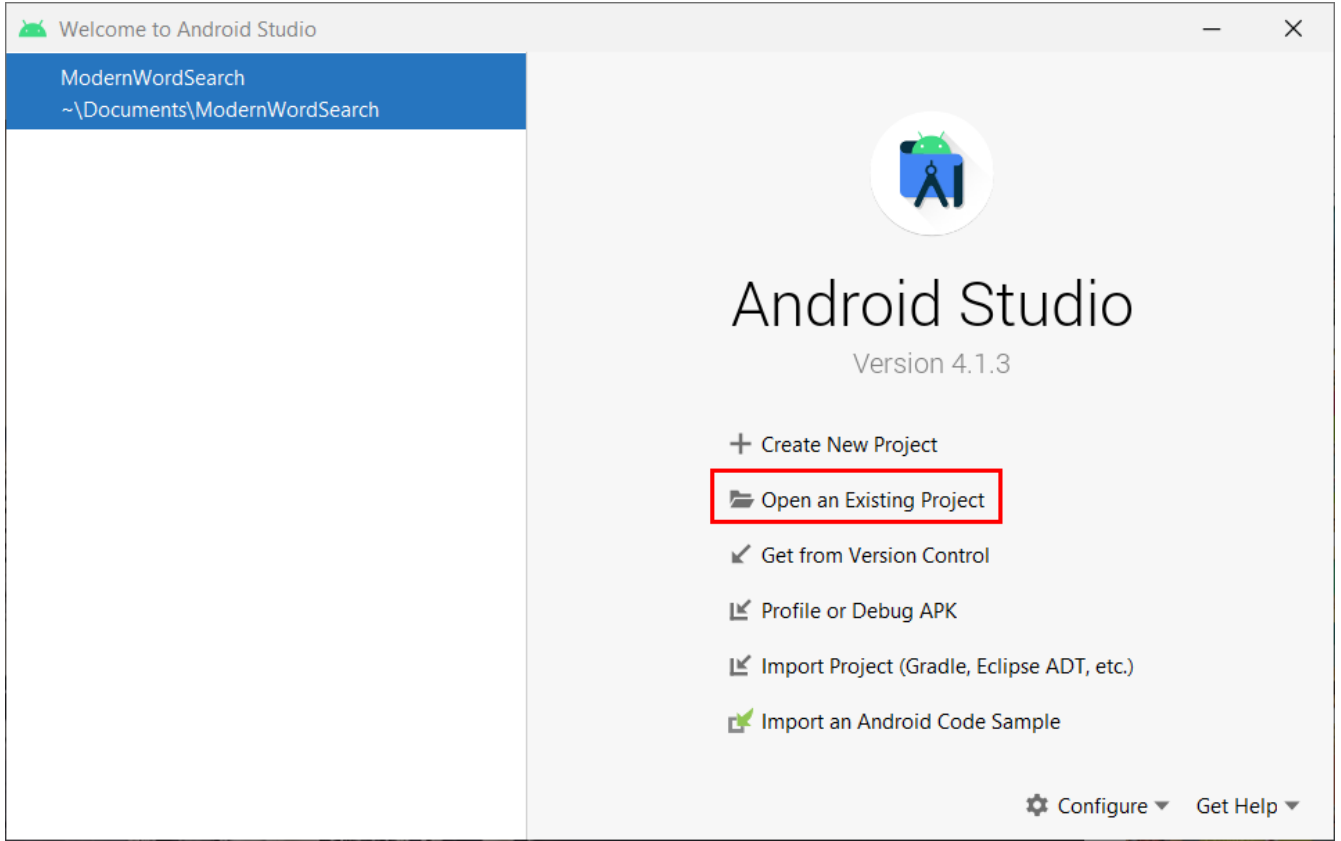 Welcome to Android Studio
ModernWordSearch
~\Documents\ModernWordSearch
Android Studio
Version 4.1.3
Create New Project
Open an Existing Project
Get from Version Control
Profile or Debug APK
Import Project (Gradle, Eclipse ADT, etc.)
Import an Android Code Sample
Configure Get Help